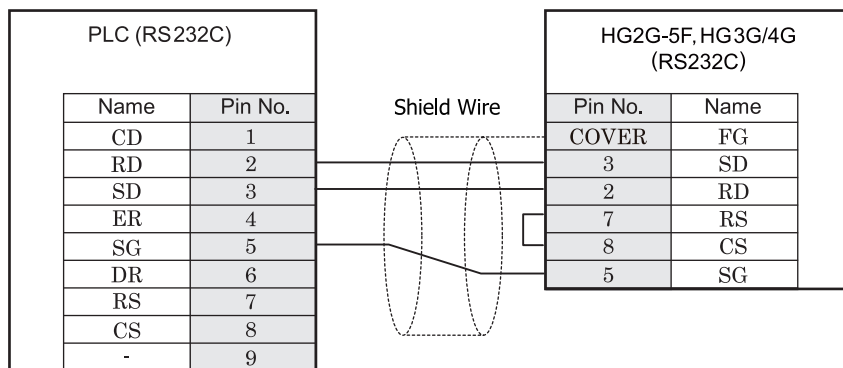 PLC (RS232C)
HG2G-5F, HG3G/4G
(RS232C)
Shield Wire
Name Pin No.
CD 1
RD 2
SD 3
ER 4
SG 5
DR 6
RS 7
CS 8
- 9
Pin No. Name
COVER FG
3 SD
2 RD
7 RS
8 CS
5 SG